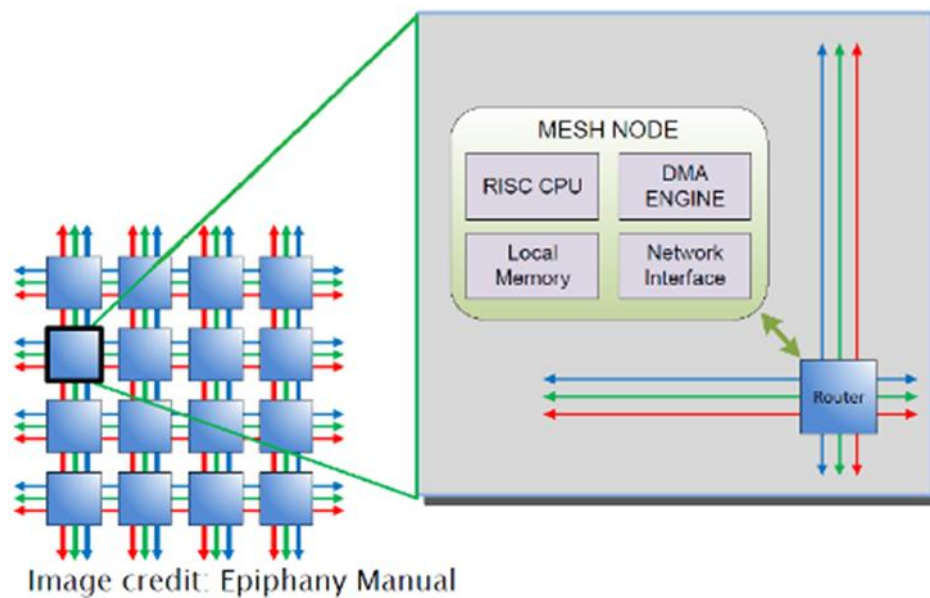 MESH NODE
RISC CPU
DMA
ENGINE
Local
Memory
Network
Interface
Router
Image credit: Epiphany Manual